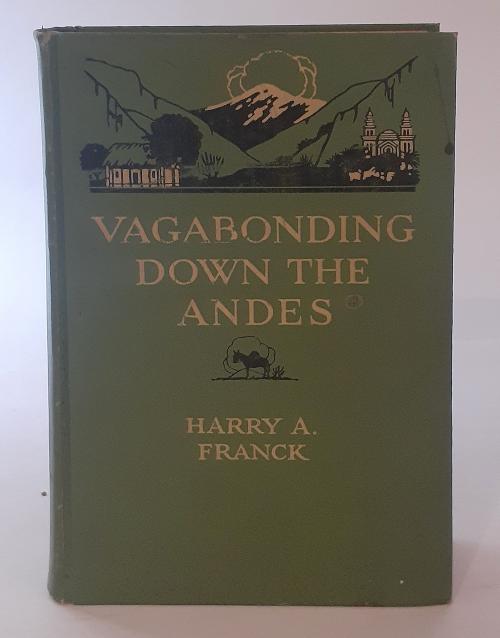 VAGABONDING
DOWN THE
ANDES
HARRY A.
FRANCK